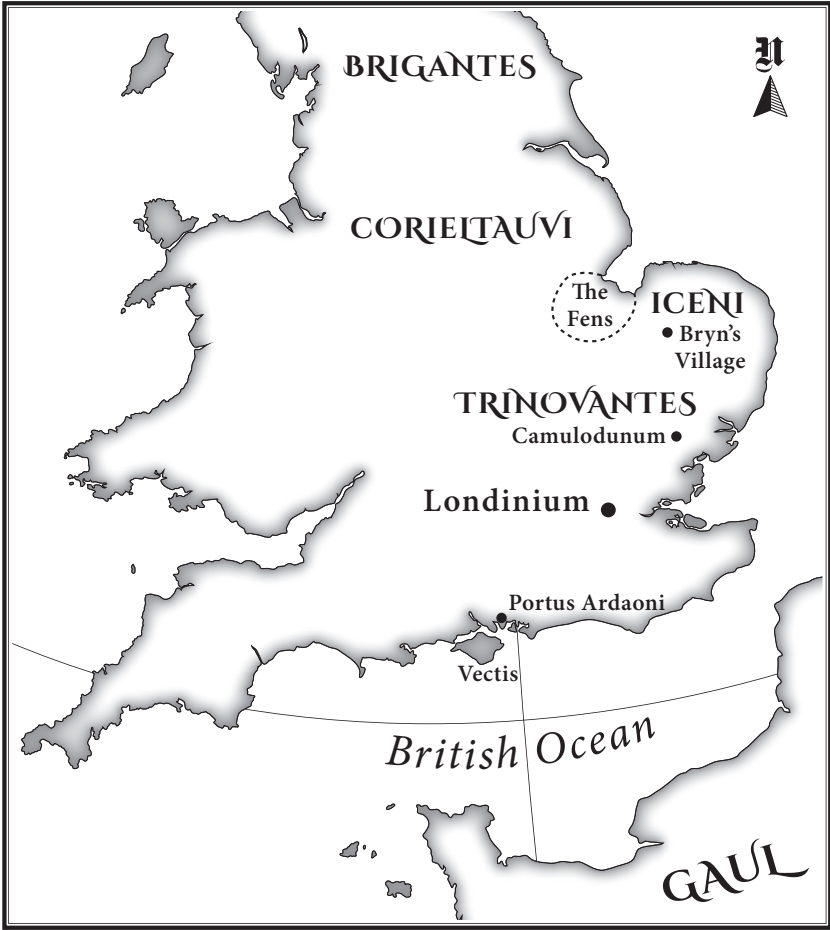 BRIGANTES
N
CORIELTAUVI
The
Fens
ICENI
Bryn's
Village
TRINOVANTES
Camulodunum
Londinium
Portus Ardaoni
Vectis
British Ocean
GAUL